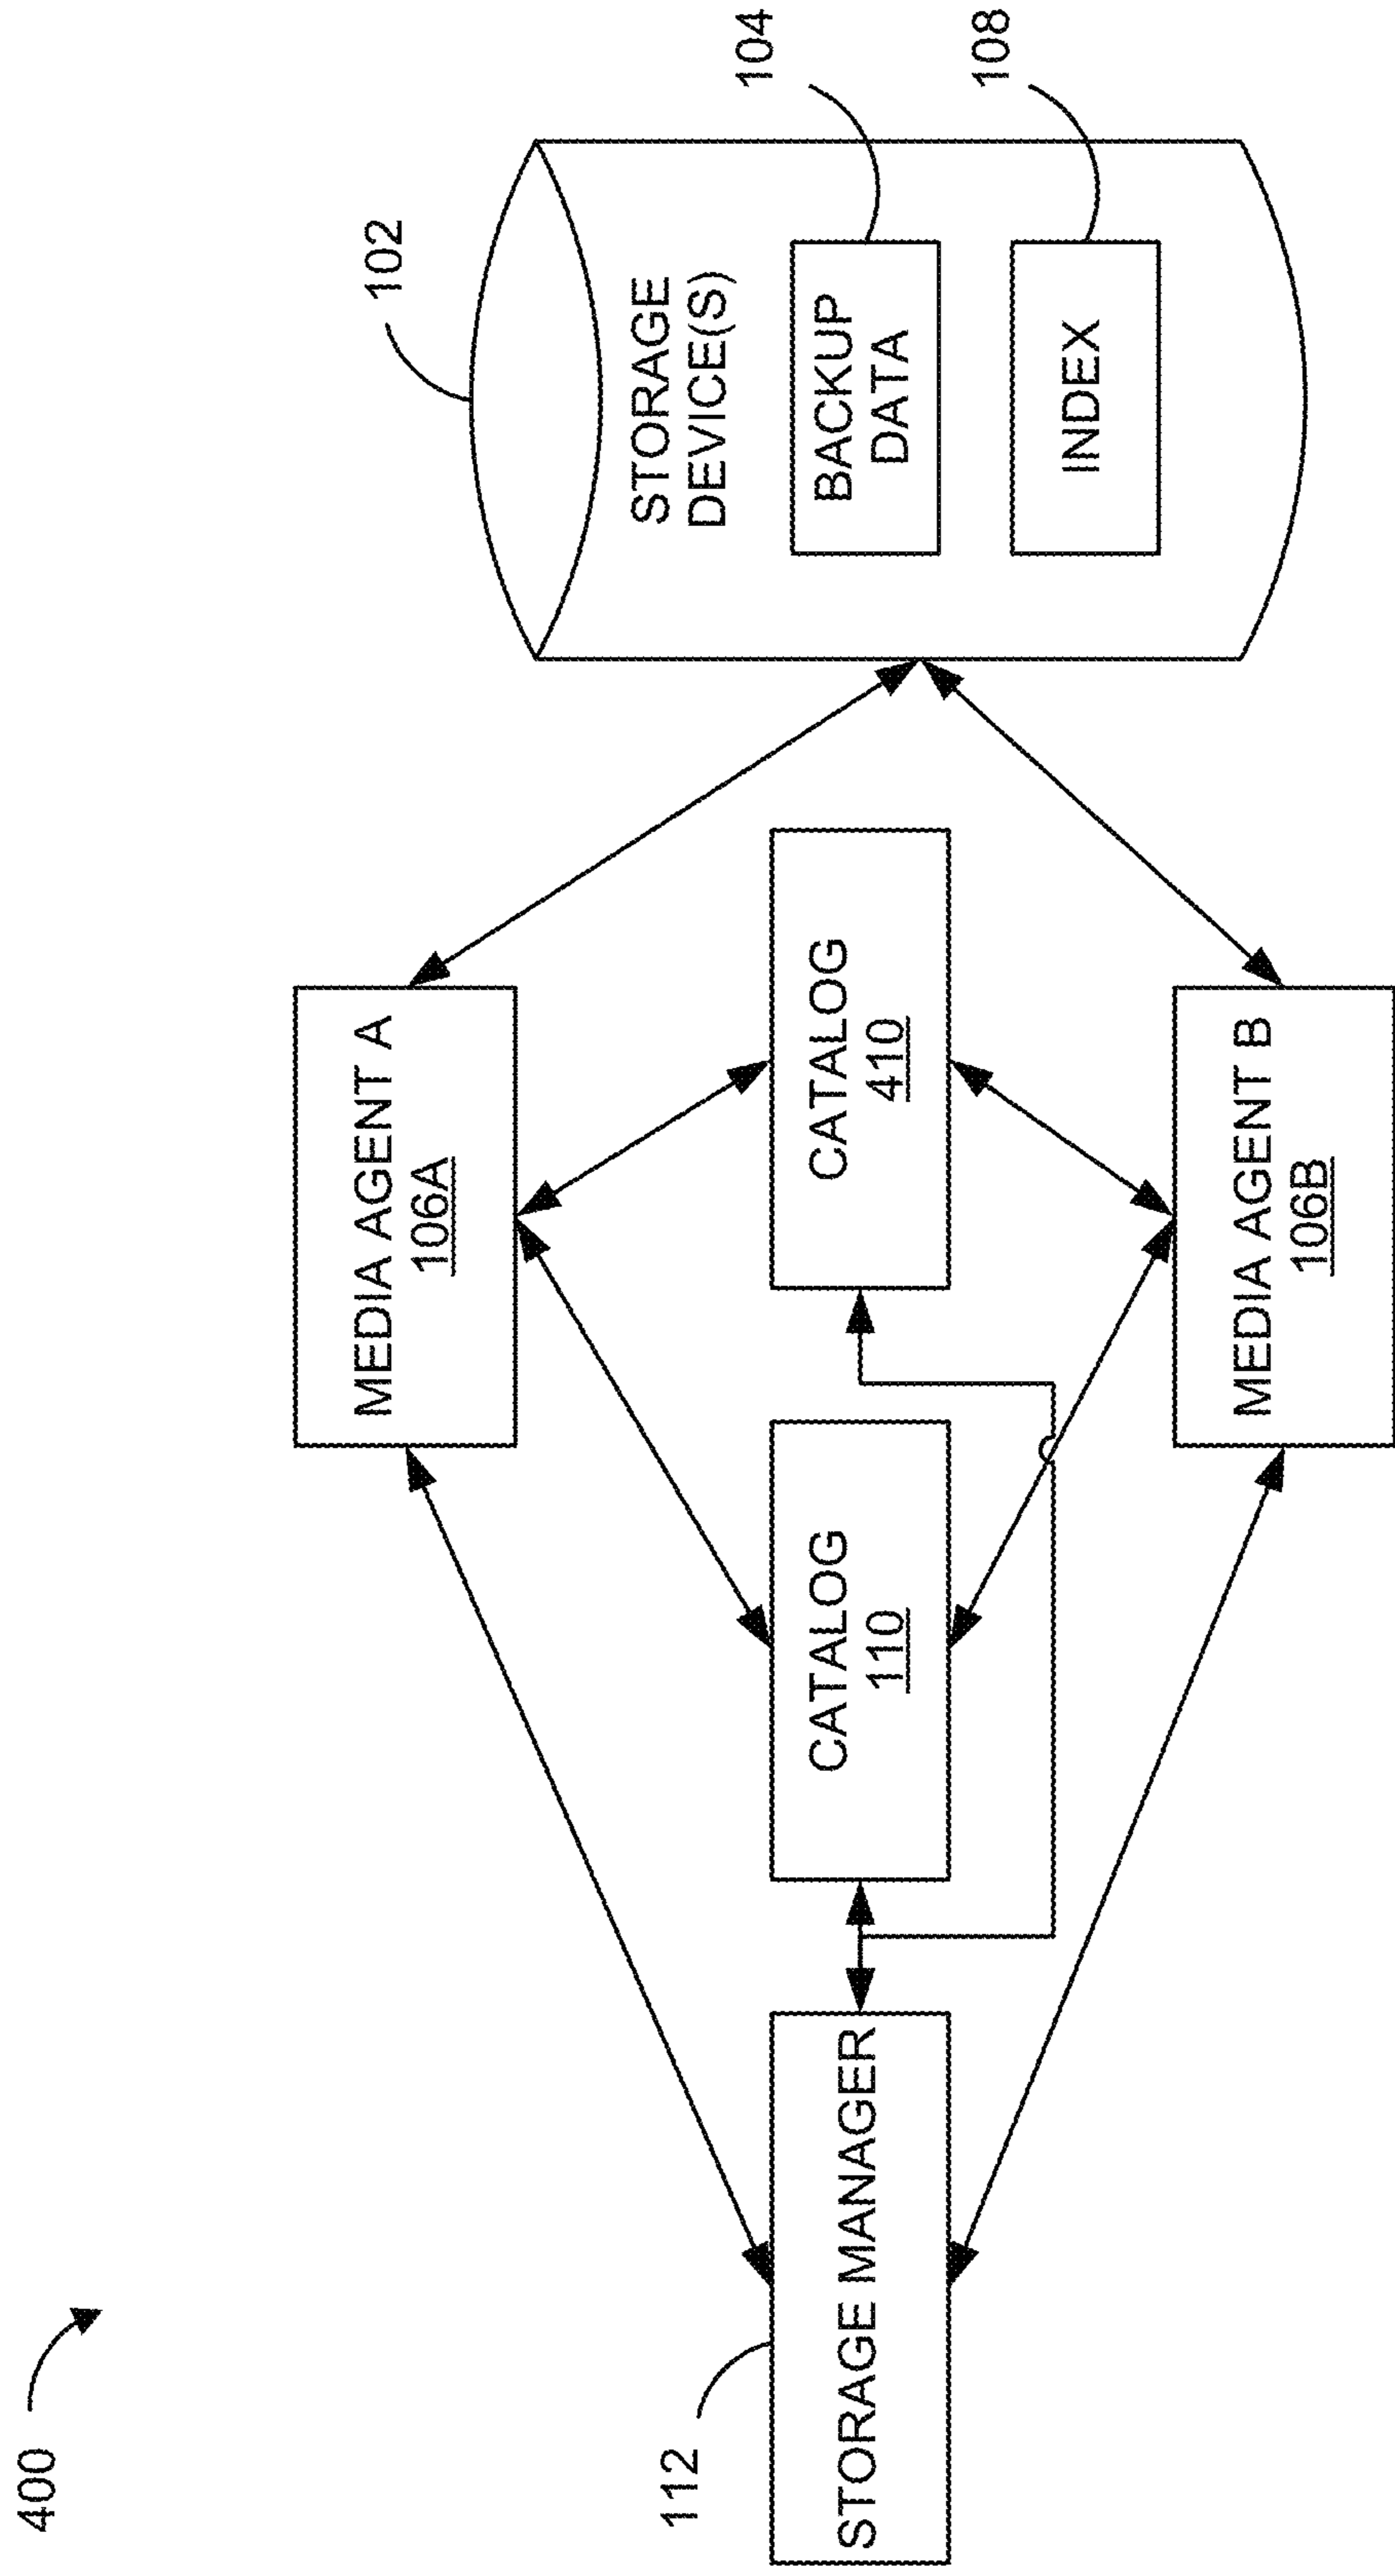 400
102
STORAGE
DEVICE(S)
104
BACKUP
DATA
108
INDEX
MEDIA AGENT A
106A
CATALOG
110
CATALOG
410
112
STORAGE MANAGER
MEDIA AGENT B
106B